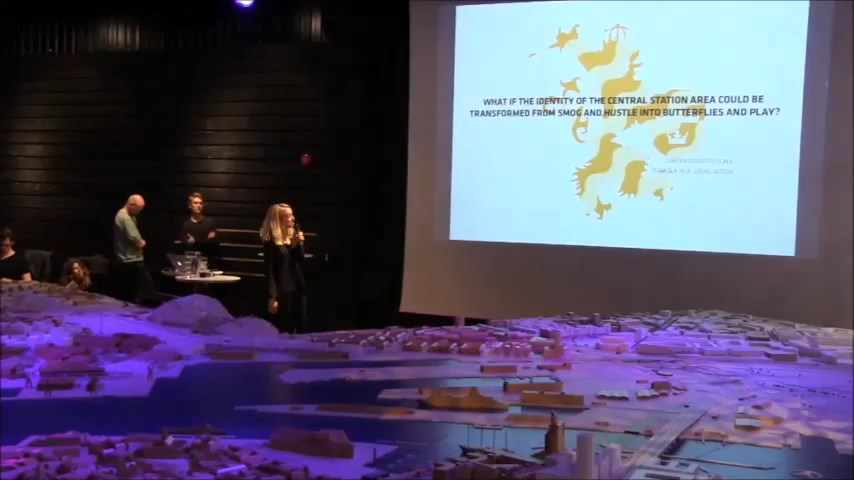 WHAT IF THE IDENTITY OF THE CENTRAL STATION AREA COULD BE
TRANSFORMED FROM SMOG AND HUSTLE INTO BUTTERFLIES AND PLAY?